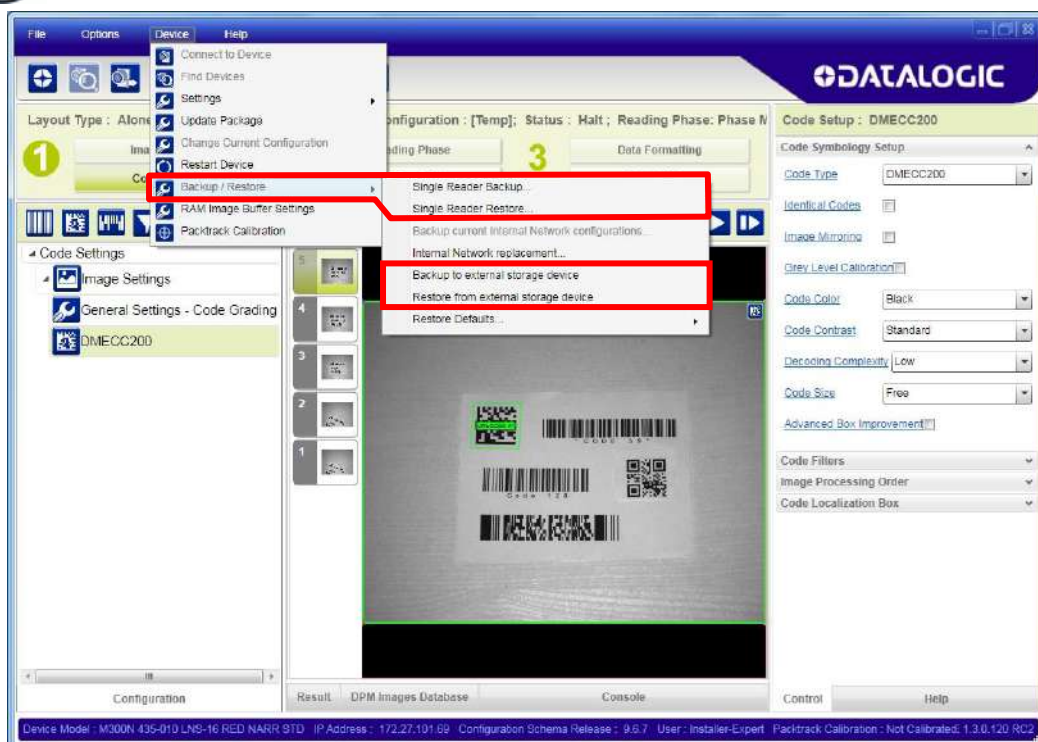 File Options Device Help
DATALOGIC
Connect to Device
Find Devices
Settings
Update Package
Change Current Configuration
Restart Device
Backup / Restore
RAM Image Buffer Settings
Packtrack Calibration
Single Reader Backup...
Single Reader Restore...
Backup current Internal Network configurations...
Internal Network replacement...
Backup to external storage device
Restore from external storage device
Restore Defaults...
Layout Type : Alone
onfiguration : [Temp]; Status : Halt ; Reading Phase: Phase
1
Ima
Co
ading Phase
3
Data Formatting
Code Settings
Image Settings
General Settings - Code Grading
DMECC200
5
4
3
2
1
"CODE 39"
Code 128
Code Setup : DMECC200
Code Symbology Setup
Code Type DMECC200
Identical Codes
Image Mirroring
Grey Level Calibration
Code Color Black
Code Contrast Standard
Decoding Complexity Low
Code Size Free
Advanced Box Improvement
Code Filters
Image Processing Order
Code Localization Box
Configuration
Result DPM Images Database Console
Control Help
Device Model : M300N 435-010 LNS-16 RED NARR STD IP Address : 172.27.101.69 Configuration Schema Release : 9.6.7 User : Installer-Expert Packtrack Calibration : Not Calibrated; 1.3.0.120 RC2